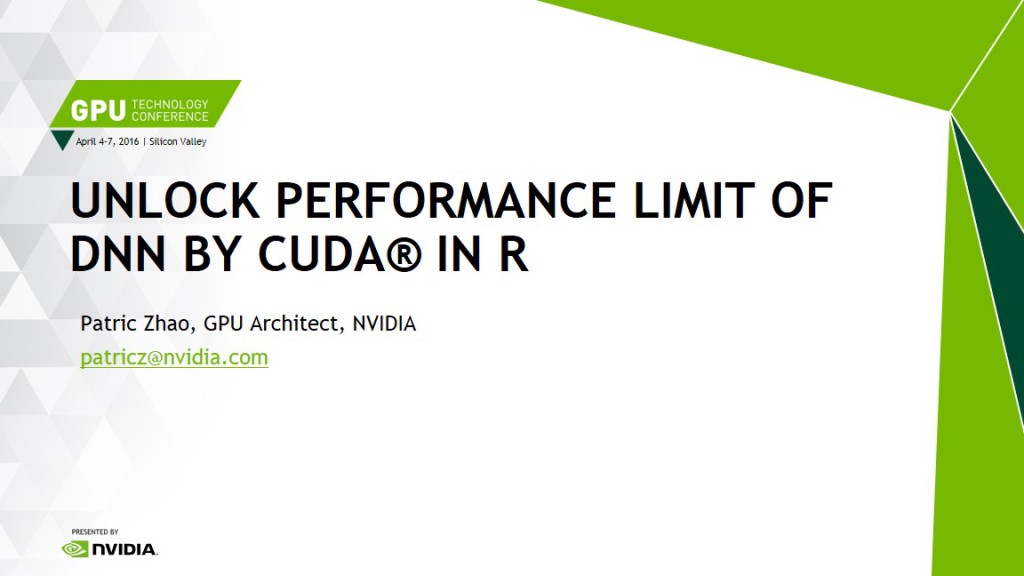 GPU TECHNOLOGY
CONFERENCE
April 4-7, 2016 | Silicon Valley
UNLOCK PERFORMANCE LIMIT OF
DNN BY CUDA® IN R
Patric Zhao, GPU Architect, NVIDIA
patricz@nvidia.com
PRESENTED BY
NVIDIA.